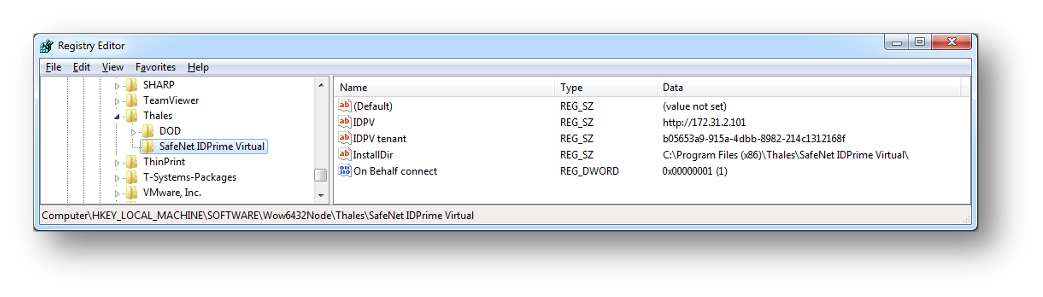 Registry Editor
File Edit View Favorites Help
SHARP
TeamViewer
Thales
DOD
SafeNet IDPrime Virtual
ThinPrint
T-Systems-Packages
VMware, Inc.
Name Type Data
(Default) REG_SZ (value not set)
IDPV REG_SZ http://172.31.2.101
IDPV tenant REG_SZ b05653a9-915a-4dbb-8982-214c1312168f
InstallDir REG_SZ C:\Program Files (x86)\Thales\SafeNet IDPrime Virtual\
On Behalf connect REG_DWORD 0x00000001 (1)
Computer\HKEY_LOCAL_MACHINE\SOFTWARE\Wow6432Node\Thales\SafeNet IDPrime Virtual